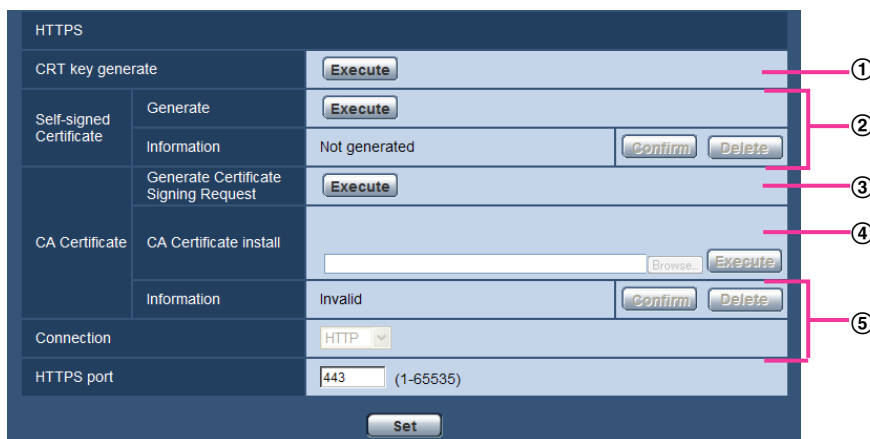 HTTPS
CRT key generate Execute ①
Self-signed Certificate Generate Execute ②
Information Not generated Confirm Delete
CA Certificate Generate Certificate Signing Request Execute ③
CA Certificate install Browse... Execute ④
Information Invalid Confirm Delete ⑤
Connection HTTP
HTTPS port 443 (1-65535)
Set